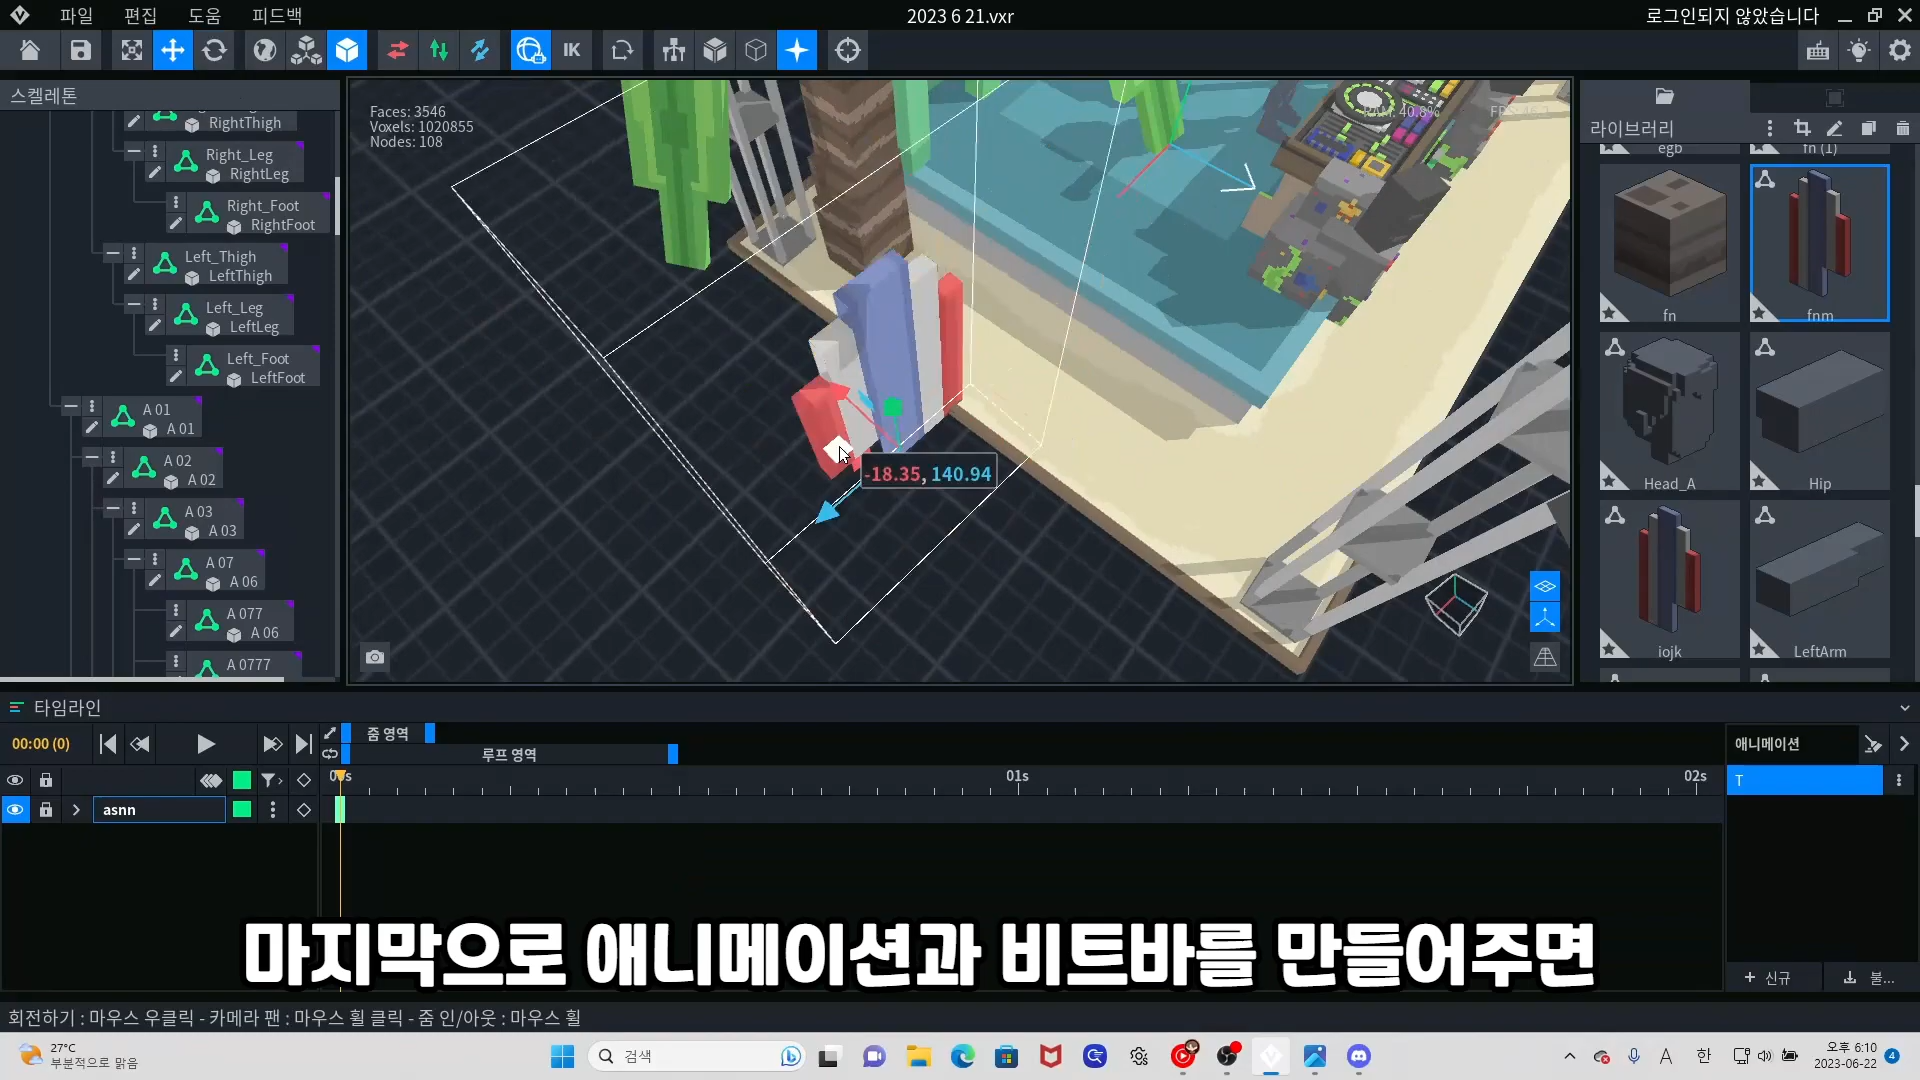 파일 편집 도움 피드백
2023 6 21.vxr
로그인되지 않았습니다
IK
스켈레톤
RightThigh
Right_Leg
RightLeg
Right_Foot
RightFoot
Left_Thigh
LeftThigh
Left_Leg
LeftLeg
Left_Foot
LeftFoot
A 01
A 01
A 02
A 02
A 03
A 03
A 07
A 06
A 077
A 06
A 0777
Faces: 3546
Voxels: 1020855
Nodes: 108
RAM: 40.8%
-18.35, 140.94
라이브러리
egb
fn (1)
fn
fnm
Head_A
Hip
iojk
LeftArm
타임라인
00:00 (0)
줌 영역
루프 영역
01s
02s
asnn
애니메이션
T
신규
불...
마지막으로 애니메이션과 비트바를 만들어주면
회전하기 : 마우스 우클릭 - 카메라 팬 : 마우스 휠 클릭 - 줌 인/아웃 : 마우스 휠
27°C
부분적으로 맑음
검색
A
한
오후 6:10
2023-06-22
4